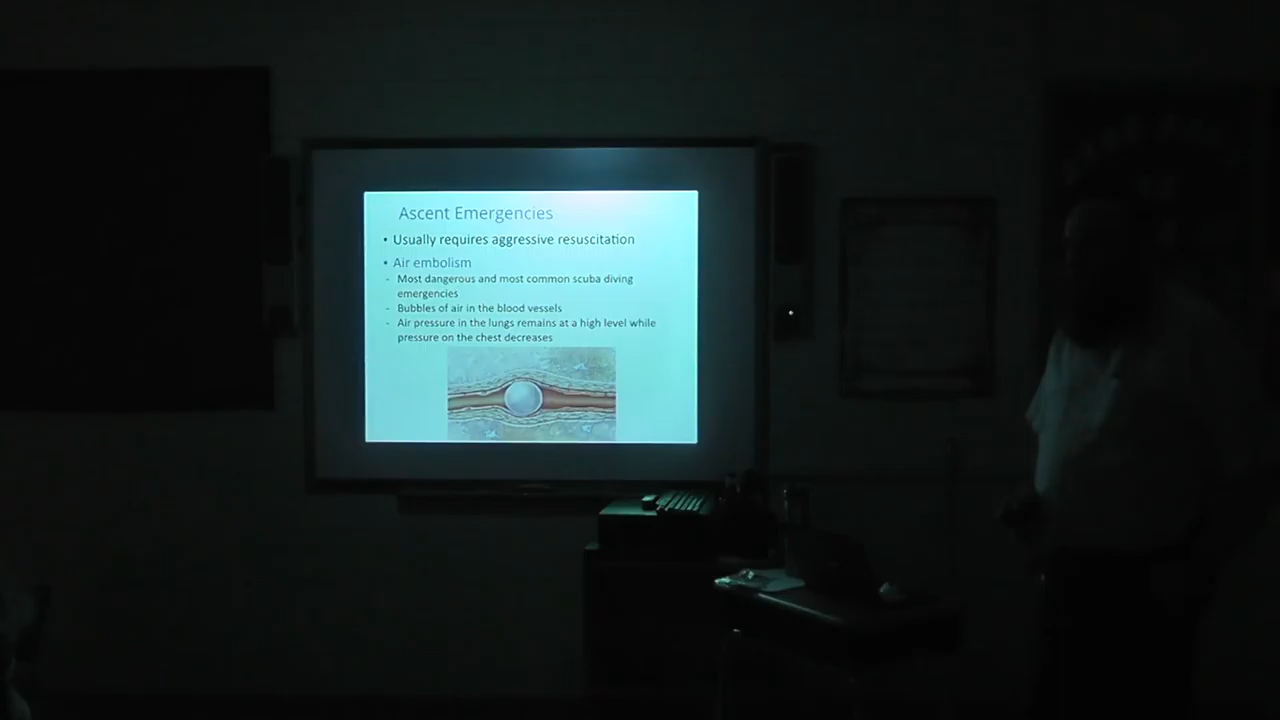 Ascent Emergencies
• Usually requires aggressive resuscitation
• Air embolism
- Most dangerous and most common scuba diving
emergencies
- Bubbles of air in the blood vessels
- Air pressure in the lungs remains at a high level while
pressure on the chest decreases